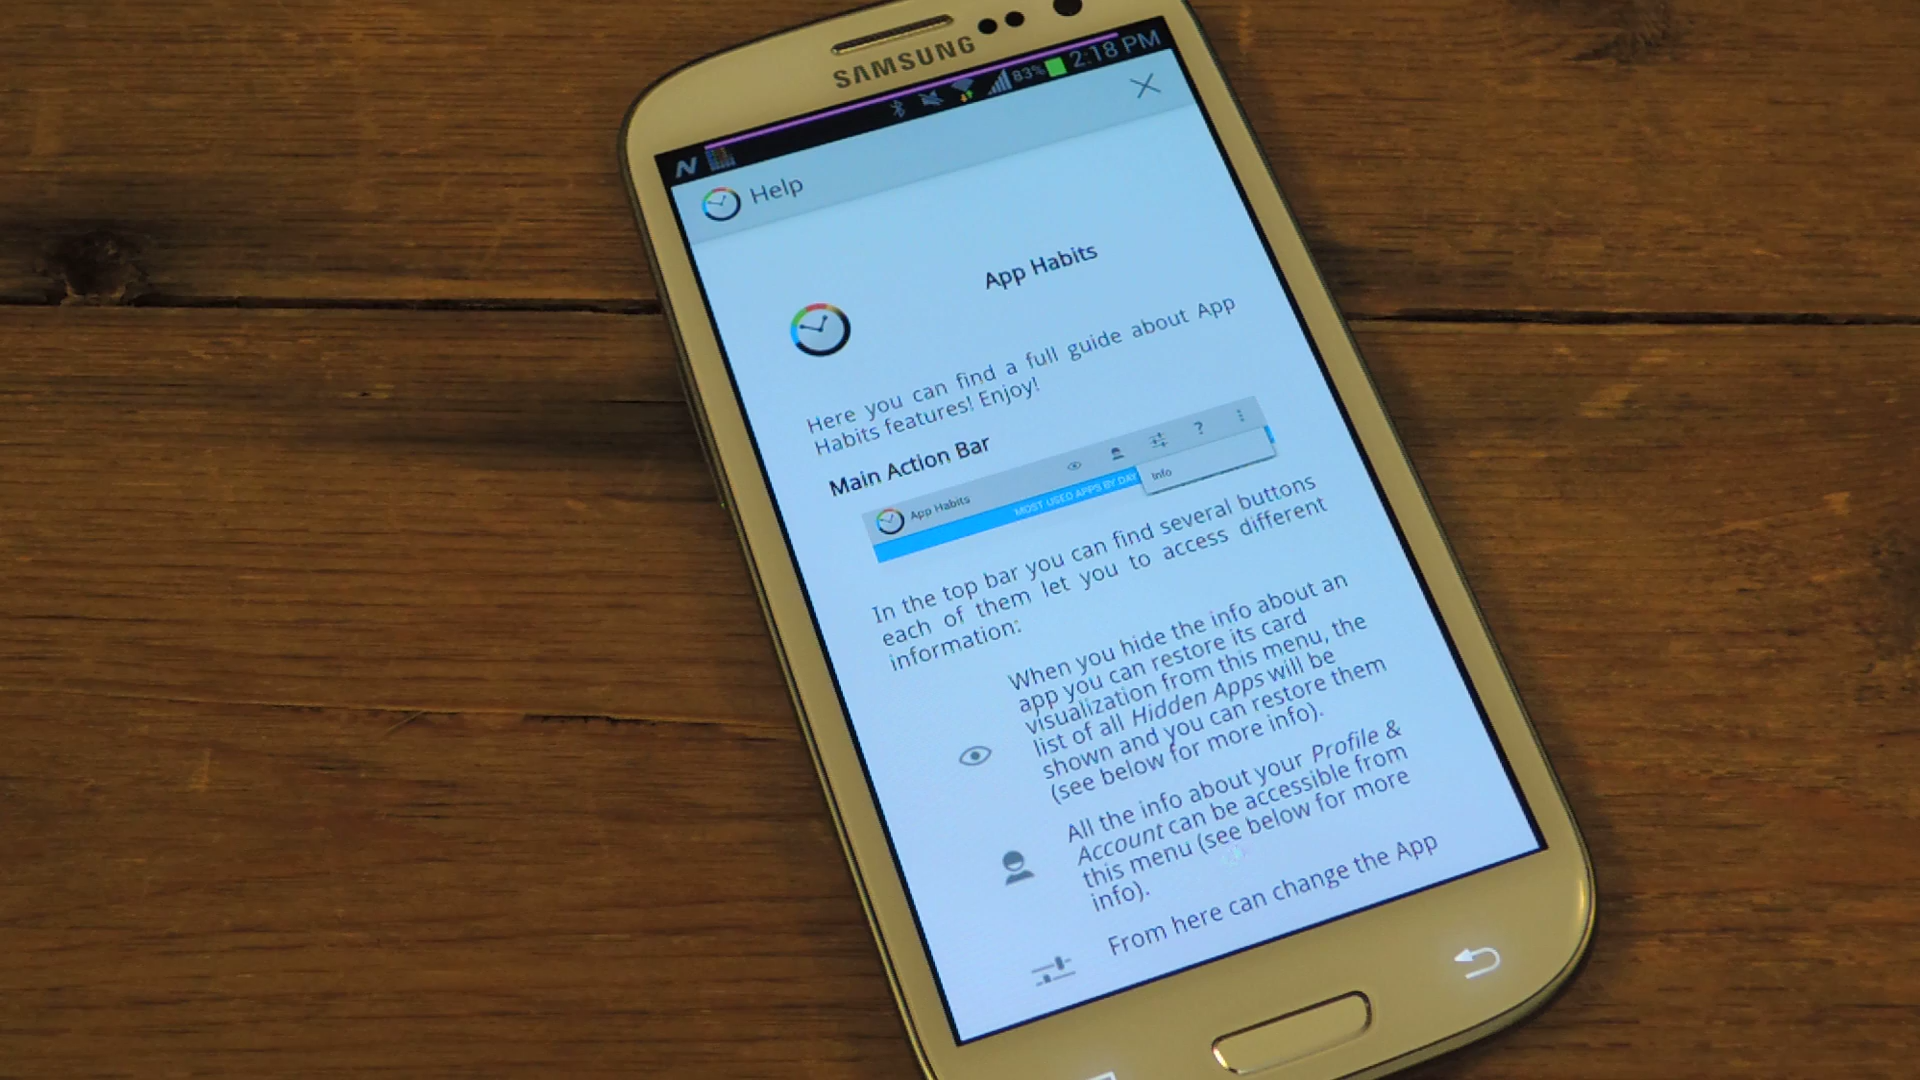 SAMSUNG
83% 2:18 PM
Help
App Habits
Here you can find a full guide about App
Habits features! Enjoy!
Main Action Bar
App Habits
?
Info
MOST USED APPS BY DAY
In the top bar you can find several buttons
each of them let you to access different
information:
When you hide the info about an
app you can restore its card
visualization from this menu, the
list of all Hidden Apps will be
shown and you can restore them
(see below for more info).
All the info about your Profile &
Account can be accessible from
this menu (see below for more
info).
From here can change the App